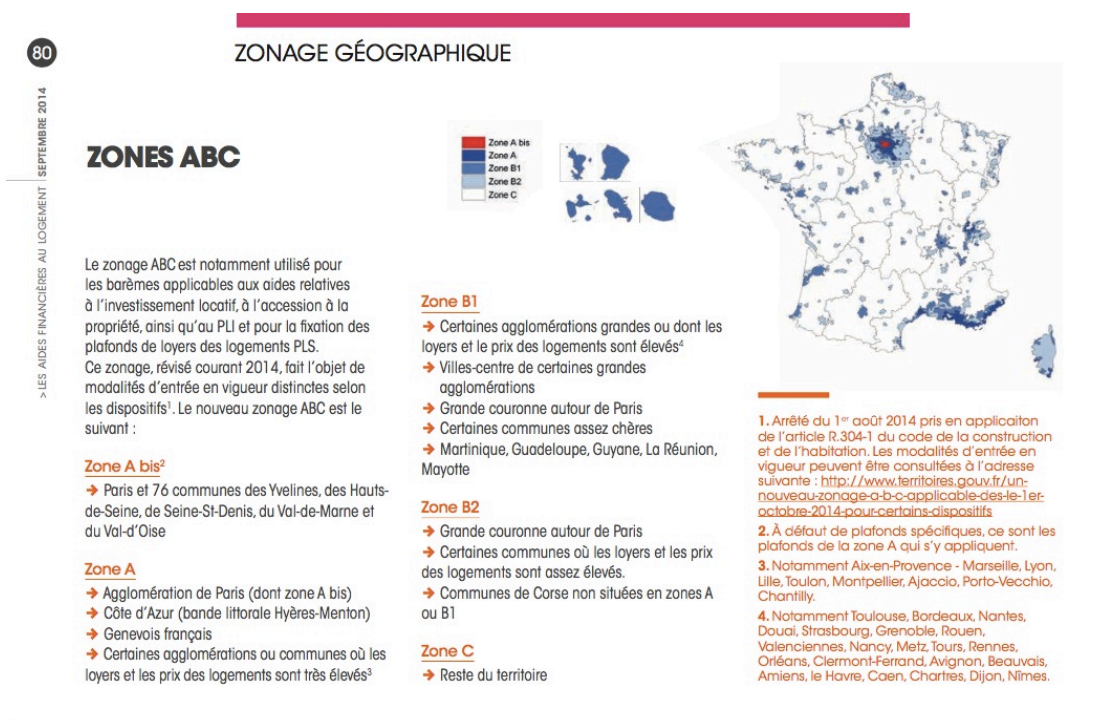 80
ZONAGE GÉOGRAPHIQUE
> LES AIDES FINANCIÈRES AU LOGEMENT | SEPTEMBRE 2014
ZONES ABC
Zone A bis
Zone A
Zone B1
Zone B2
Zone C
Le zonage ABC est notamment utilisé pour
les barèmes applicables aux aides relatives
à l'investissement locatif, à l'accession à la
propriété, ainsi qu'au PLI et pour la fixation des
plafonds de loyers des logements PLS.
Ce zonage, révisé courant 2014, fait l'objet de
modalités d'entrée en vigueur distinctes selon
les dispositifs¹. Le nouveau zonage ABC est le
suivant :
Zone A bis²
➔ Paris et 76 communes des Yvelines, des Hauts-
de-Seine, de Seine-St-Denis, du Val-de-Marne et
du Val-d'Oise
Zone A
➔ Agglomération de Paris (dont zone A bis)
➔ Côte d'Azur (bande littorale Hyères-Menton)
➔ Genevois français
➔ Certaines agglomérations ou communes où les
loyers et les prix des logements sont très élevés³
Zone B1
➔ Certaines agglomérations grandes ou dont les
loyers et le prix des logements sont élevés⁴
➔ Villes-centre de certaines grandes
agglomérations
➔ Grande couronne autour de Paris
➔ Certaines communes assez chères
➔ Martinique, Guadeloupe, Guyane, La Réunion,
Mayotte
Zone B2
➔ Grande couronne autour de Paris
➔ Certaines communes où les loyers et les prix
des logements sont assez élevés.
➔ Communes de Corse non situées en zones A
ou B1
Zone C
➔ Reste du territoire
1. Arrêté du 1er août 2014 pris en applicaiton
de l'article R.304-1 du code de la construction
et de l'habitation. Les modalités d'entrée en
vigueur peuvent être consultées à l'adresse
suivante : http://www.territoires.gouv.fr/un-
nouveau-zonage-a-b-c-applicable-des-le-1er-
octobre-2014-pour-certains-dispositifs
2. À défaut de plafonds spécifiques, ce sont les
plafonds de la zone A qui s'y appliquent.
3. Notamment Aix-en-Provence - Marseille, Lyon,
Lille, Toulon, Montpellier, Ajaccio, Porto-Vecchio,
Chantilly.
4. Notamment Toulouse, Bordeaux, Nantes,
Douai, Strasbourg, Grenoble, Rouen,
Valenciennes, Nancy, Metz, Tours, Rennes,
Orléans, Clermont-Ferrand, Avignon, Beauvais,
Amiens, le Havre, Caen, Chartres, Dijon, Nîmes.